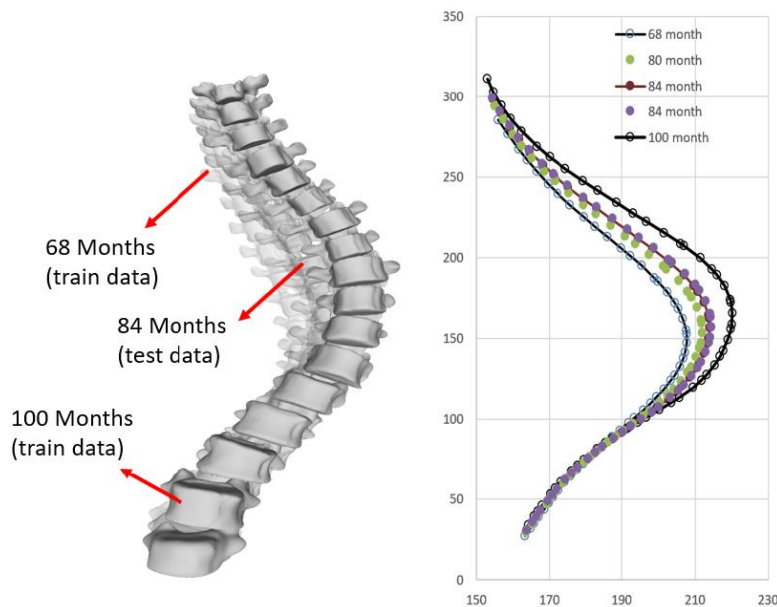 68 Months
(train data)
84 Months
(test data)
100 Months
(train data)
350
300
250
200
150
100
50
0
150
170
190
210
230
68 month
80 month
84 month
84 month
100 month